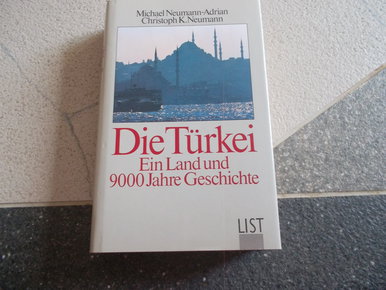 Michael Neumann-Adrian
Christoph K. Neumann
Die Türkei
Ein Land und
9000 Jahre Geschichte
LIST